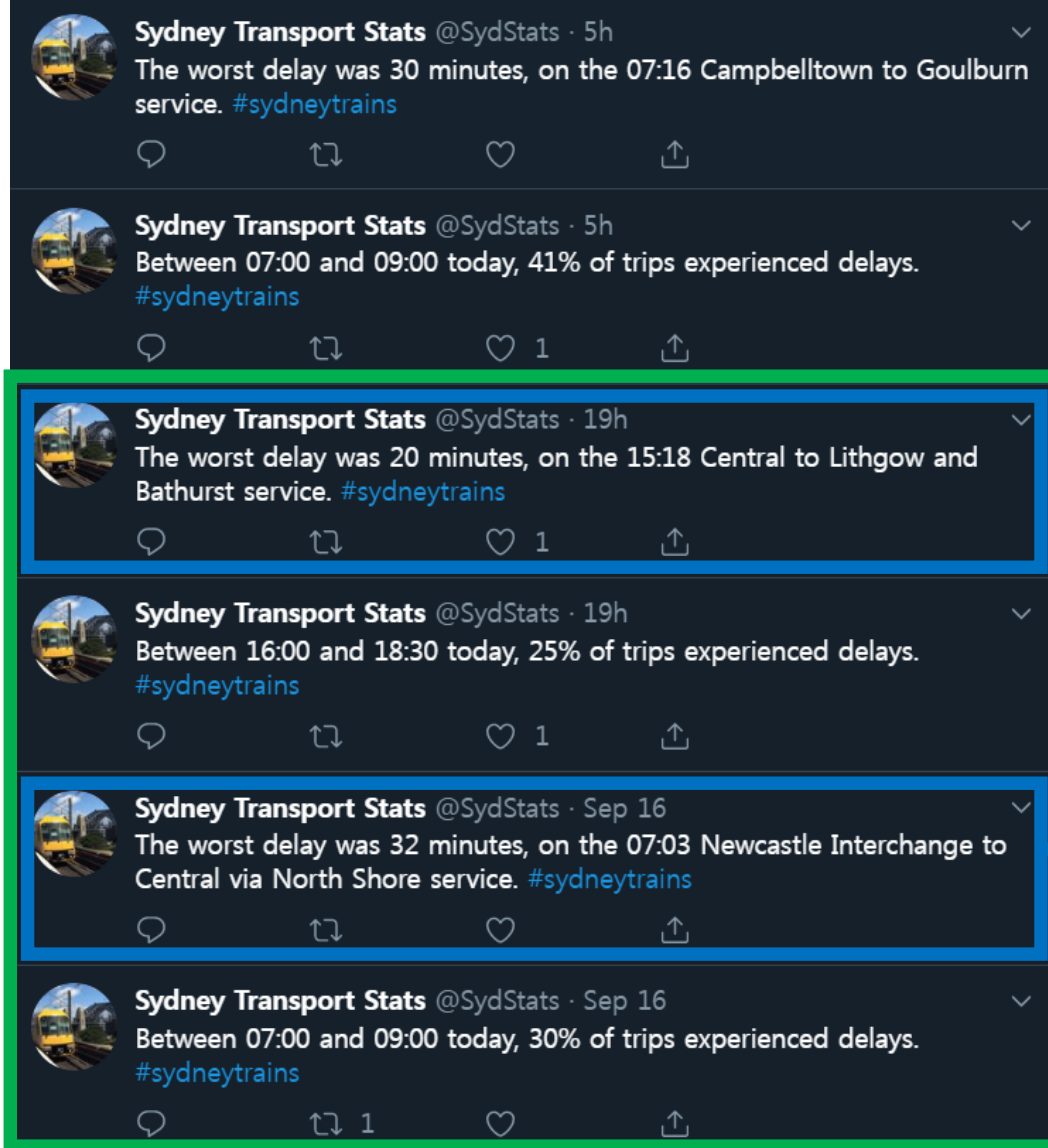 Sydney Transport Stats @SydStats · 5h
The worst delay was 30 minutes, on the 07:16 Campbelltown to Goulburn
service. #sydneytrains
Sydney Transport Stats @SydStats · 5h
Between 07:00 and 09:00 today, 41% of trips experienced delays.
#sydneytrains
1
Sydney Transport Stats @SydStats · 19h
The worst delay was 20 minutes, on the 15:18 Central to Lithgow and
Bathurst service. #sydneytrains
1
Sydney Transport Stats @SydStats · 19h
Between 16:00 and 18:30 today, 25% of trips experienced delays.
#sydneytrains
1
Sydney Transport Stats @SydStats · Sep 16
The worst delay was 32 minutes, on the 07:03 Newcastle Interchange to
Central via North Shore service. #sydneytrains
Sydney Transport Stats @SydStats · Sep 16
Between 07:00 and 09:00 today, 30% of trips experienced delays.
#sydneytrains
1